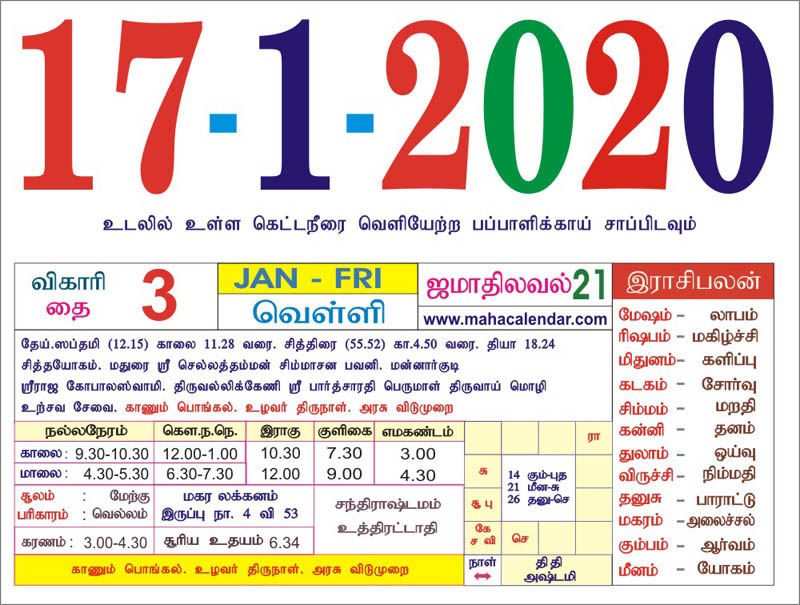 17-1-2020
உடலில் உள்ள கெட்டநீரை வெளியேற்ற பப்பாளிக்காய் சாப்பிடவும்
விகாரி
தை 3
JAN - FRI
வெள்ளி
ஜமாதிலவல் 21
www.mahacalendar.com
தேய்.ஸப்தமி (12.15) காலை 11.28 வரை. சித்திரை (55.52) கா.4.50 வரை. தியா 18.24
சித்தயோகம். மதுரை ஸ்ரீ செல்லத்தம்மன் சிம்மாசன பவனி. மன்னார்குடி
ஸ்ரீராஜ கோபாலஸ்வாமி. திருவல்லிக்கேணி ஸ்ரீ பார்த்சாரதி பெருமாள் திருவாய் மொழி
உற்சவ சேவை. காணும் பொங்கல். உழவர் திருநாள். அரசு விடுமுறை
நல்லநேரம் கௌ.ந.நெ. இராகு குளிகை எமகண்டம்
காலை : 9.30-10.30 12.00-1.00 10.30 7.30 3.00
மாலை : 4.30-5.30 6.30-7.30 12.00 9.00 4.30
சூலம் : மேற்கு
பரிகாரம் : வெல்லம்
மகர லக்கனம்
இருப்பு நா. 4 வி 53
சந்திராஷ்டமம்
உத்திரட்டாதி
கரணம் : 3.00-4.30 சூரிய உதயம் 6.34
காணும் பொங்கல். உழவர் திருநாள். அரசு விடுமுறை
ரா
சு
சூ பு
கே
ச வி
செ
14 கும்-புத
21 மீன-சு
26 தனு-செ
நாள்
திதி
அஷ்டமி
இராசிபலன்
மேஷம் – லாபம்
ரிஷபம் – மகிழ்ச்சி
மிதுனம் – களிப்பு
கடகம் – சோர்வு
சிம்மம் – மறதி
கன்னி – தனம்
துலாம் – ஒய்வு
விருச்சி – நிம்மதி
தனுசு – பாராட்டு
மகரம் – அலைச்சல்
கும்பம் – ஆர்வம்
மீனம் – யோகம்